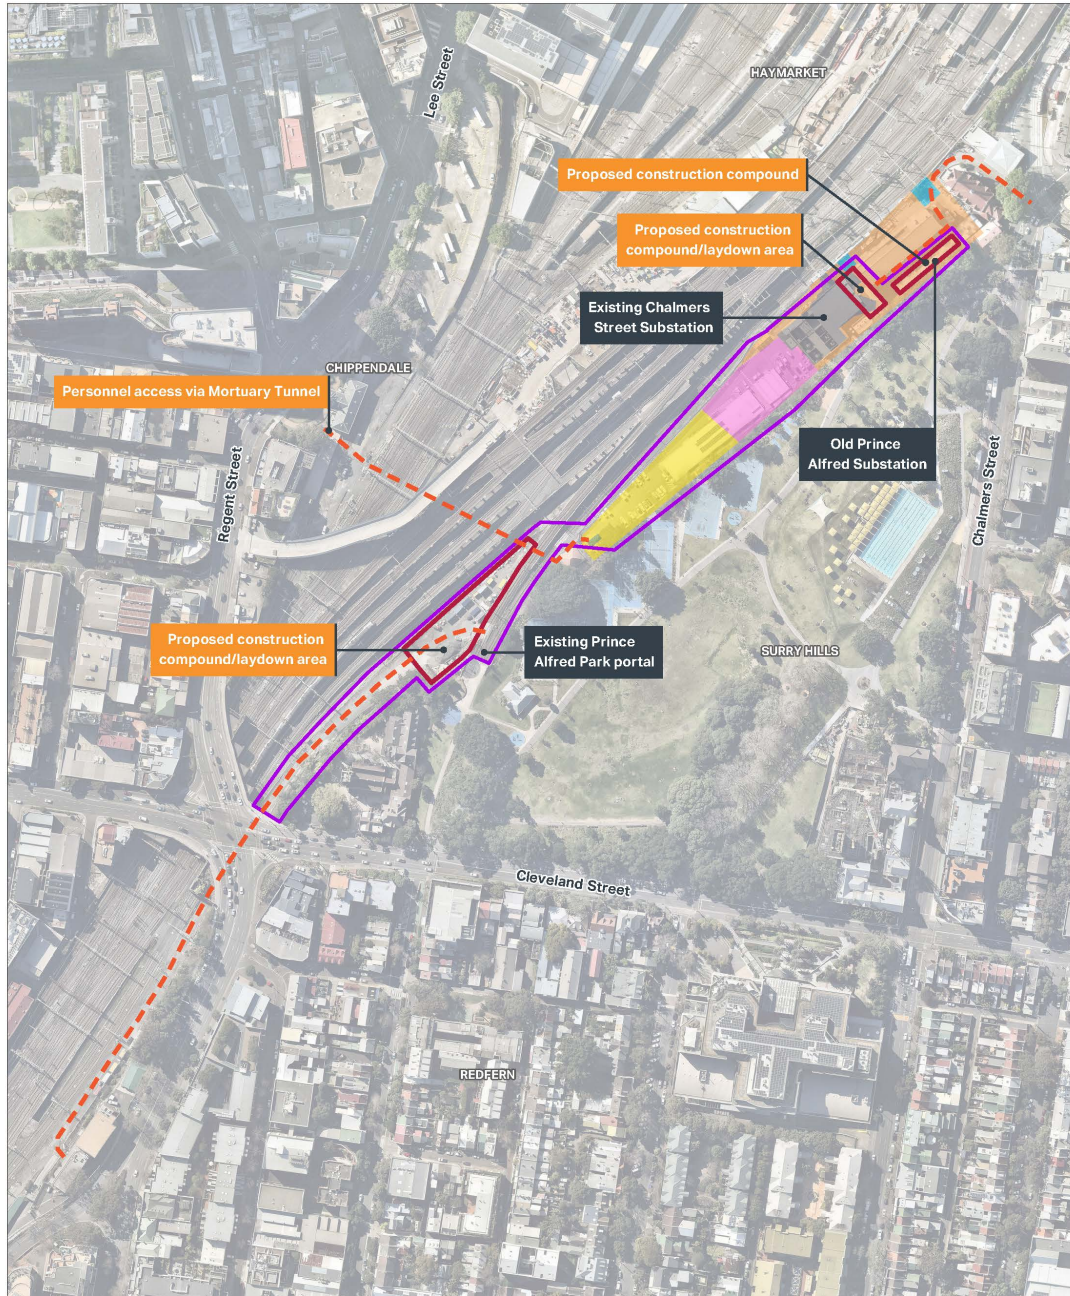 Lee Street
HAYMARKET
Proposed construction compound
Proposed construction
compound/laydown area
Existing Chalmers
Street Substation
CHIPPENDALE
Personnel access via Mortuary Tunnel
Old Prince
Alfred Substation
Regent Street
Chalmers Street
Proposed construction
compound/laydown area
Existing Prince
Alfred Park portal
SURRY HILLS
Cleveland Street
REDFERN